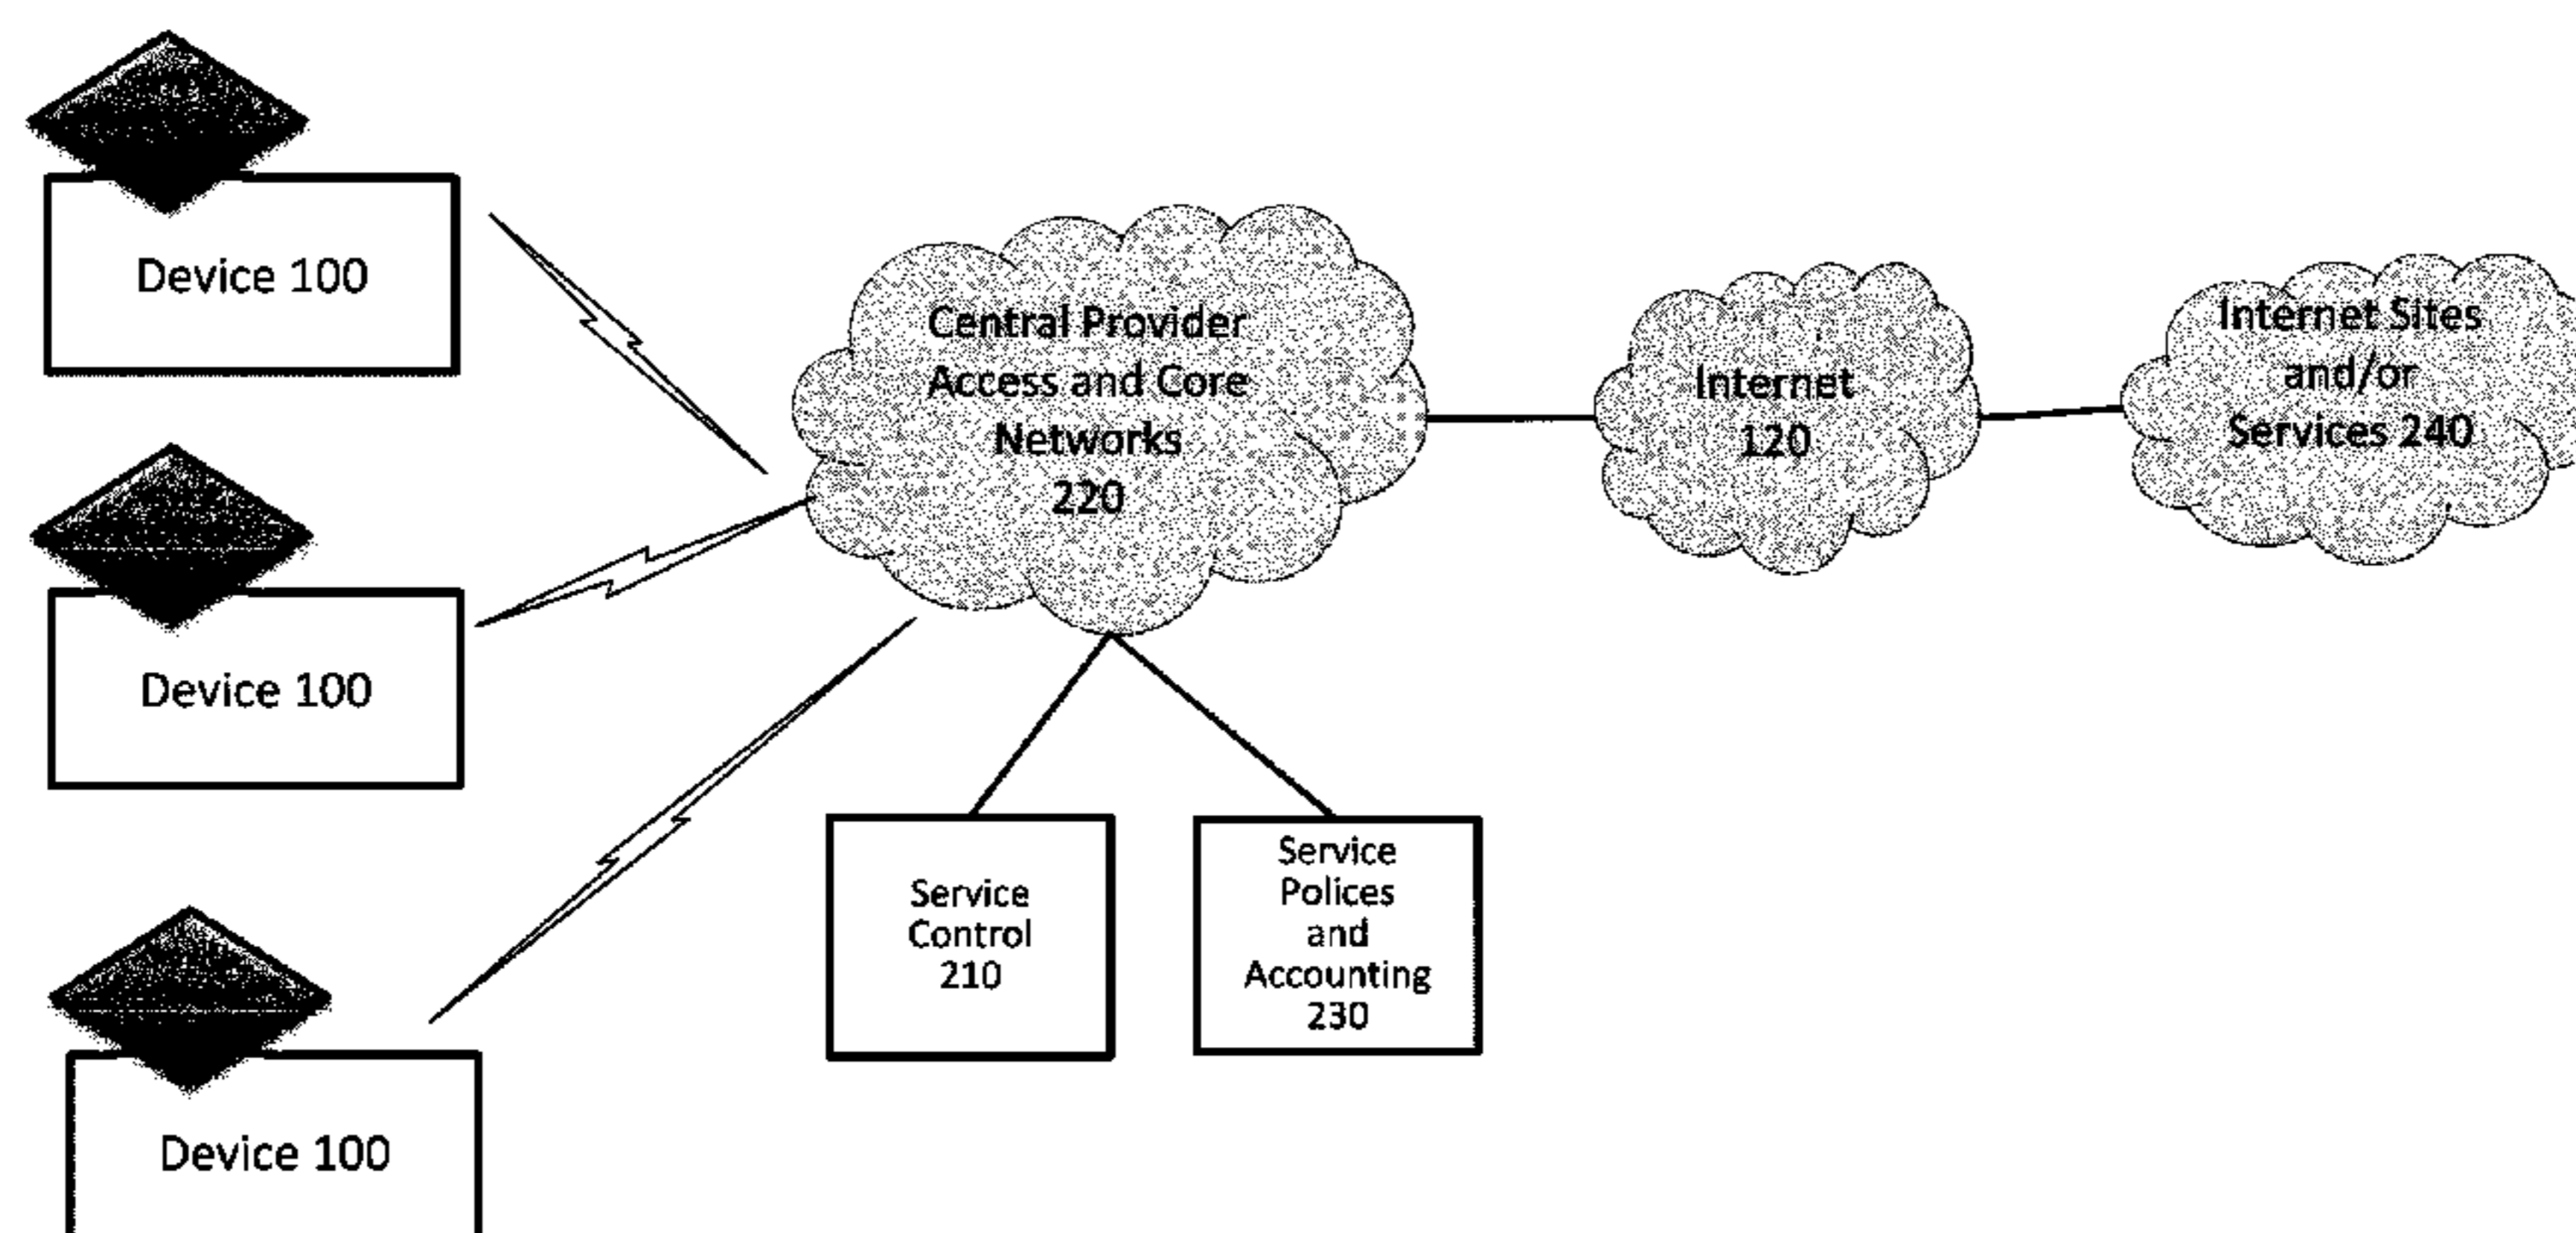 Device 100
Device 100
Device 100
Central Provider
Access and Core
Networks
220
Internet
120
Internet Sites
and/or
Services 240
Service
Control
210
Service
Polices
and
Accounting
230